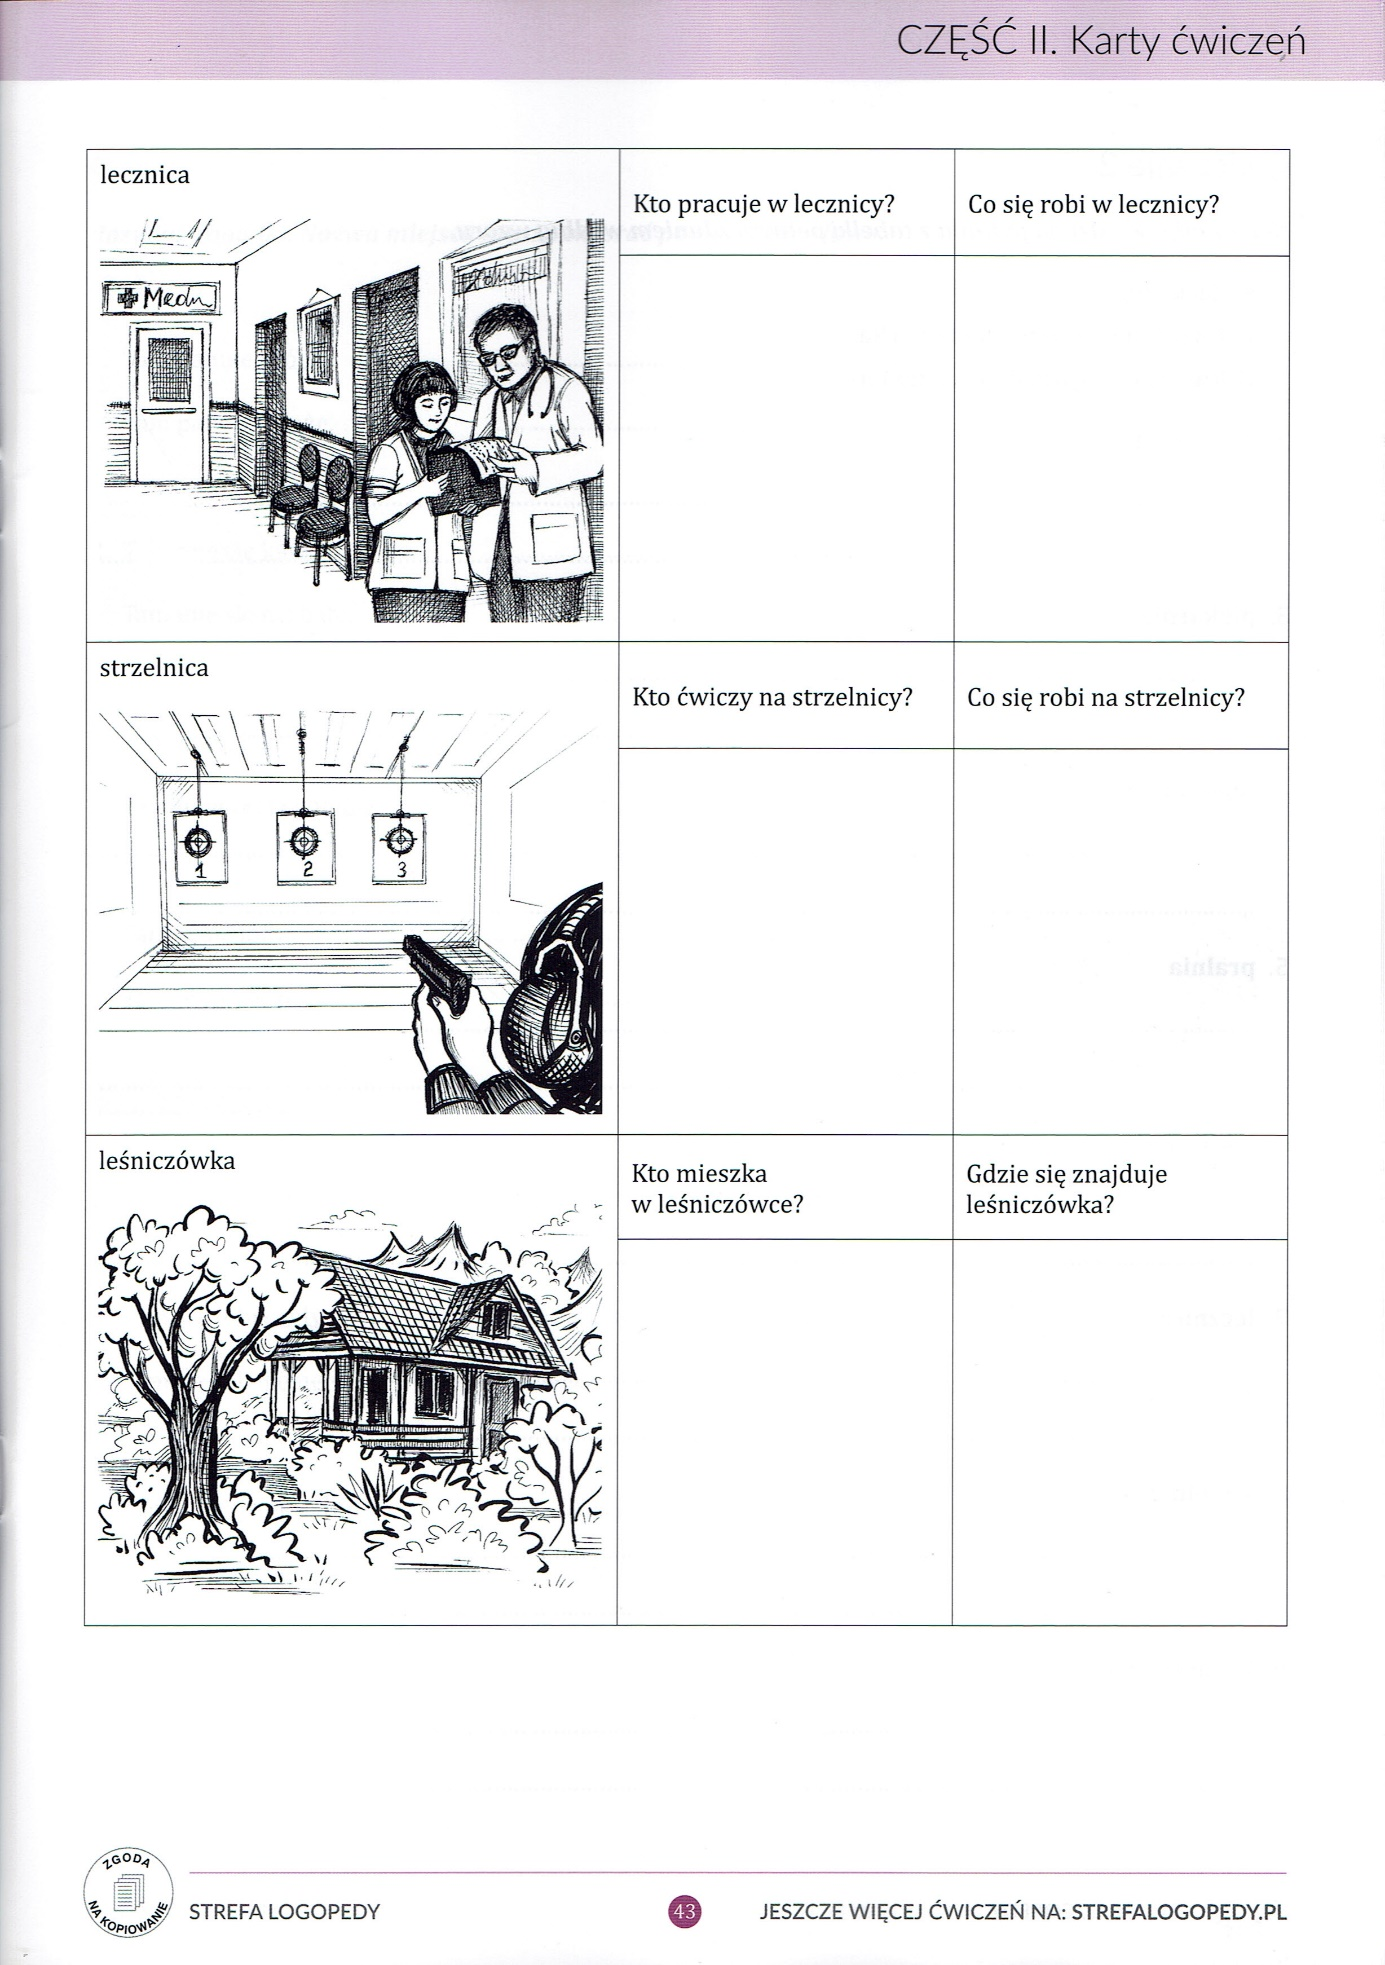 CZĘŚĆ II. Karty ćwiczeń
lecznica
Kto pracuje w lecznicy?
Co się robi w lecznicy?
strzelnica
Kto ćwiczy na strzelnicy?
Co się robi na strzelnicy?
1
2
3
leśniczówka
Kto mieszka
w leśniczówce?
Gdzie się znajduje
leśniczówka?
ZGODA
NA KOPIOWANIE
STREFA LOGOPEDY
43
JESZCZE WIĘCEJ ĆWICZEŃ NA: STREFALOGOPEDY.PL